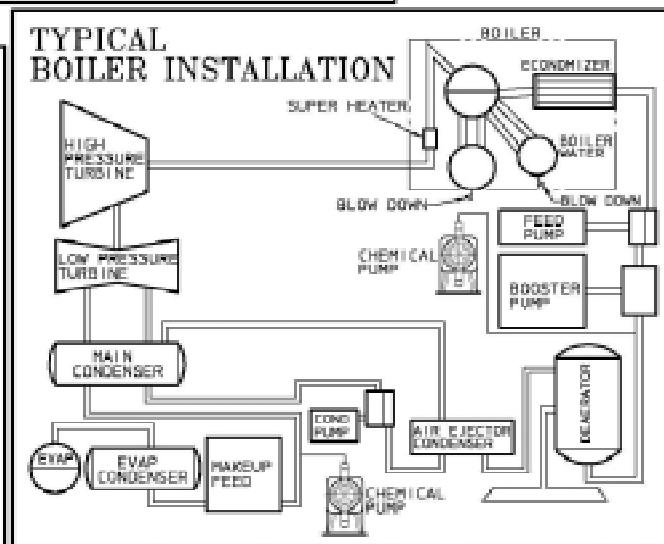 TYPICAL
BOILER INSTALLATION
BOILER
ECONOMIZER
SUPER HEATER
HIGH
PRESSURE
TURBINE
BOILER
WATER
BLOW DOWN
BLOW DOWN
FEED
PUMP
CHEMICAL
PUMP
LOW PRESSURE
TURBINE
BOOSTER
PUMP
MAIN
CONDENSER
DEAERATOR
COND
PUMP
AIR EJECTOR
CONDENSER
EVAP
EVAP
CONDENSER
MAKEUP
FEED
CHEMICAL
PUMP